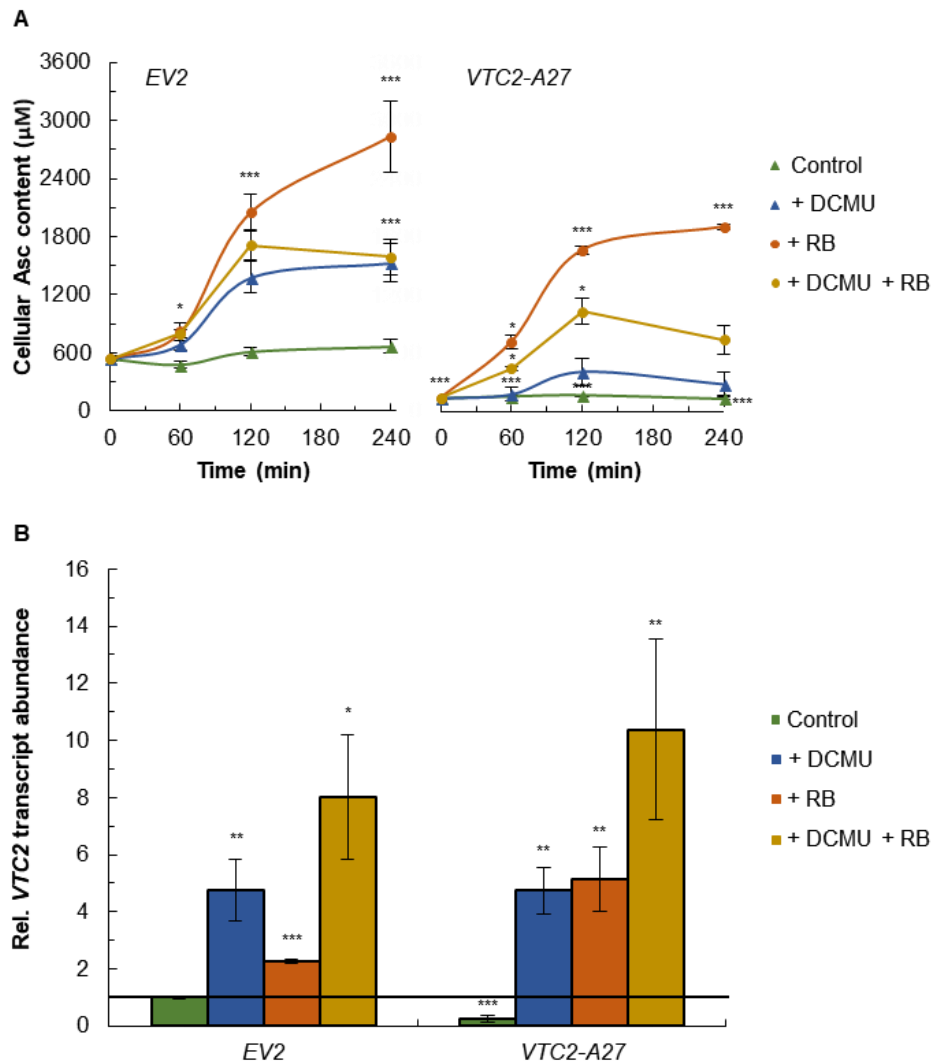 A
Cellular Asc content (µM)
3600
3000
2400
1800
1200
600
0
EV2
***
***
***
*
0 60 120 180 240
Time (min)
VTC2-A27
***
***
*
*
*
***
***
***
***
0 60 120 180 240
Time (min)
Control
+ DCMU
+ RB
+ DCMU + RB
B
Rel. VTC2 transcript abundance
16
14
12
10
8
6
4
2
0
**
***
*
***
**
**
**
EV2 VTC2-A27
Control
+ DCMU
+ RB
+ DCMU + RB